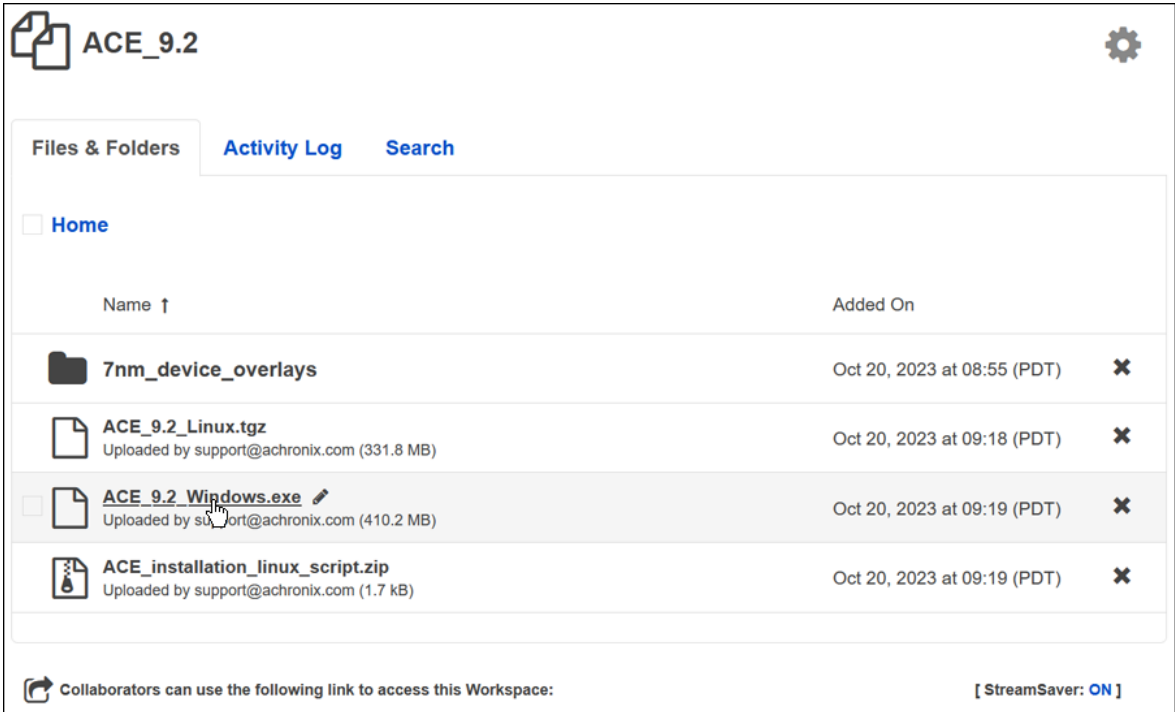 ACE_9.2
Files & Folders Activity Log Search
Home
Name ↑ Added On
7nm_device_overlays Oct 20, 2023 at 08:55 (PDT)
ACE_9.2_Linux.tgz
Uploaded by support@achronix.com (331.8 MB) Oct 20, 2023 at 09:18 (PDT)
ACE_9.2_Windows.exe
Uploaded by support@achronix.com (410.2 MB) Oct 20, 2023 at 09:19 (PDT)
ACE_installation_linux_script.zip
Uploaded by support@achronix.com (1.7 kB) Oct 20, 2023 at 09:19 (PDT)
Collaborators can use the following link to access this Workspace: [ StreamSaver: ON ]